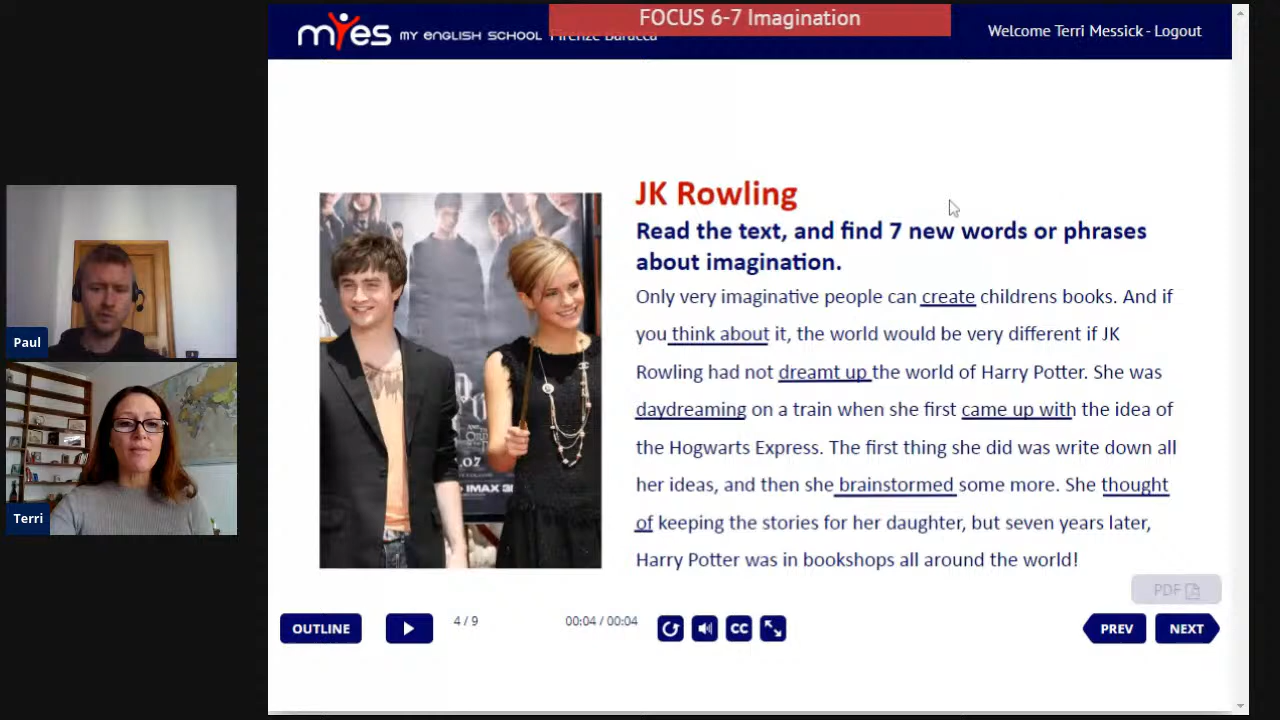 FOCUS 6-7 Imagination
myes MY ENGLISH SCHOOL Firenze Baracca
Welcome Terri Messick - Logout
JK Rowling
Read the text, and find 7 new words or phrases
about imagination.
Only very imaginative people can create childrens books. And if
you think about it, the world would be very different if JK
Rowling had not dreamt up the world of Harry Potter. She was
daydreaming on a train when she first came up with the idea of
the Hogwarts Express. The first thing she did was write down all
her ideas, and then she brainstormed some more. She thought
of keeping the stories for her daughter, but seven years later,
Harry Potter was in bookshops all around the world!
.07
IMAX
Paul
Terri
PDF
OUTLINE
4 / 9
00:04 / 00:04
CC
PREV
NEXT